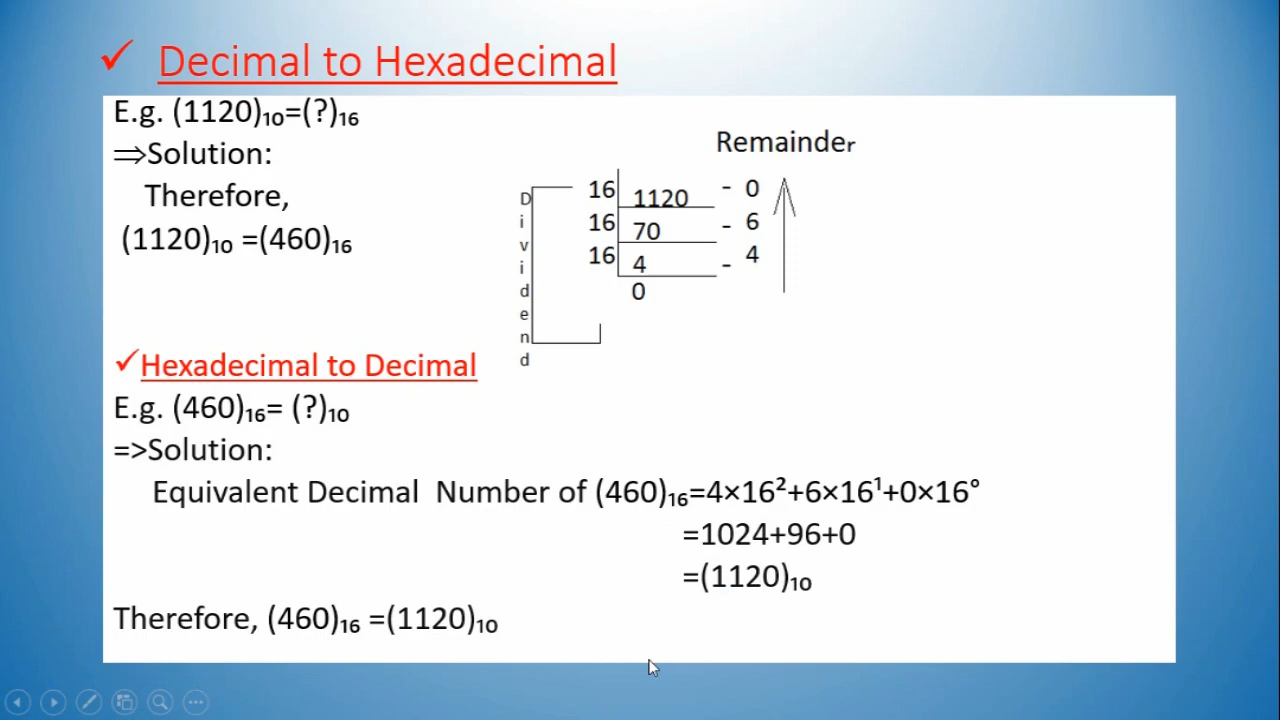 ✓ Decimal to Hexadecimal
E.g. (1120)₁₀=(?)₁₆
⇒Solution:
Therefore,
(1120)₁₀ =(460)₁₆
Remainder
Dividend
16 1120 - 0
16 70 - 6
16 4 - 4
0
✓Hexadecimal to Decimal
E.g. (460)₁₆= (?)₁₀
=>Solution:
Equivalent Decimal Number of (460)₁₆=4×16²+6×16¹+0×16°
=1024+96+0
=(1120)₁₀
Therefore, (460)₁₆ =(1120)₁₀